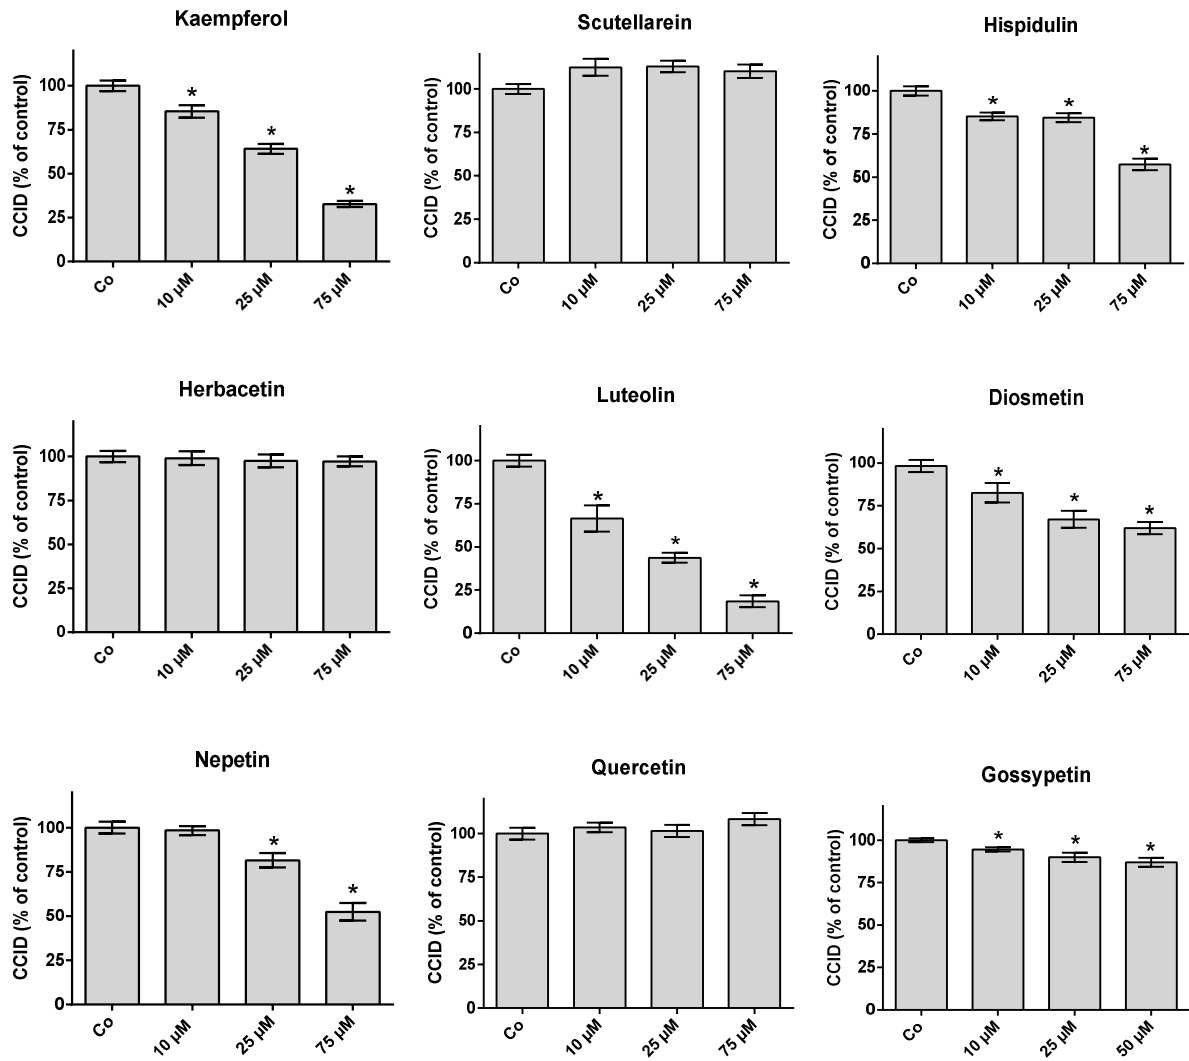 Kaempferol
CCID (% of control)
100
75
50
25
0
*
*
*
Co
10 µM
25 µM
75 µM
Scutellarein
CCID (% of control)
100
75
50
25
0
Co
10 µM
25 µM
75 µM
Hispidulin
CCID (% of control)
100
75
50
25
0
*
*
*
Co
10 µM
25 µM
75 µM
Herbacetin
CCID (% of control)
100
75
50
25
0
Co
10 µM
25 µM
75 µM
Luteolin
CCID (% of control)
100
75
50
25
0
*
*
*
Co
10 µM
25 µM
75 µM
Diosmetin
CCID (% of control)
100
75
50
25
0
*
*
*
Co
10 µM
25 µM
75 µM
Nepetin
CCID (% of control)
100
75
50
25
0
*
*
Co
10 µM
25 µM
75 µM
Quercetin
CCID (% of control)
100
75
50
25
0
Co
10 µM
25 µM
75 µM
Gossypetin
CCID (% of control)
100
75
50
25
0
*
*
*
Co
10 µM
25 µM
50 µM